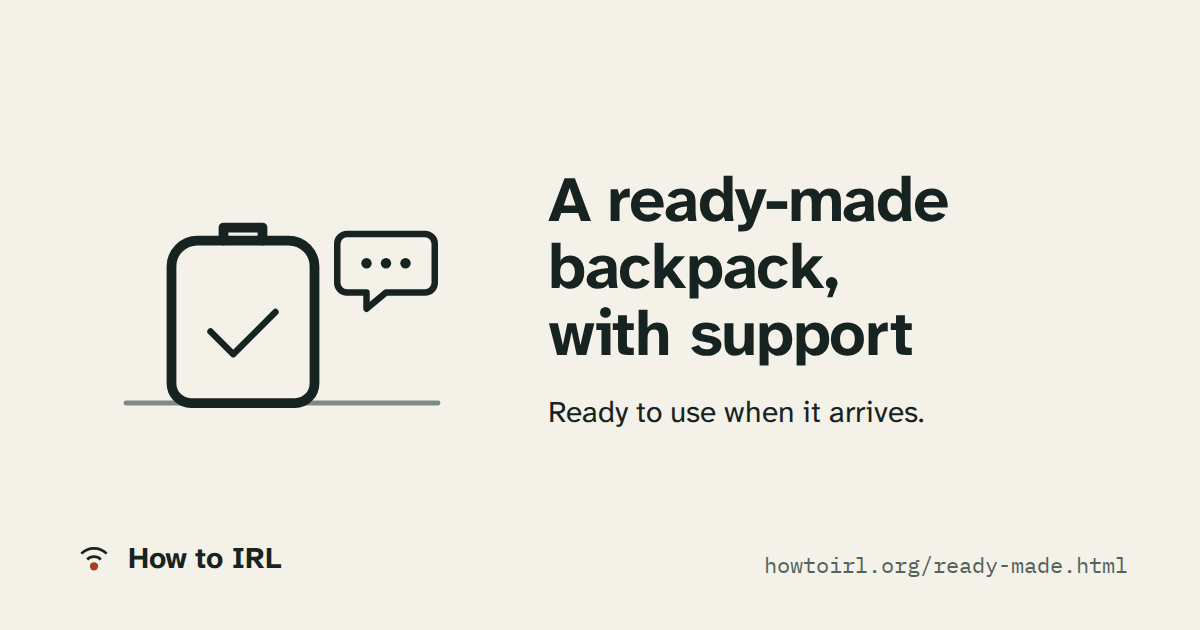 A ready-made
backpack,
with support
Ready to use when it arrives.
How to IRL
howtoirl.org/ready-made.html